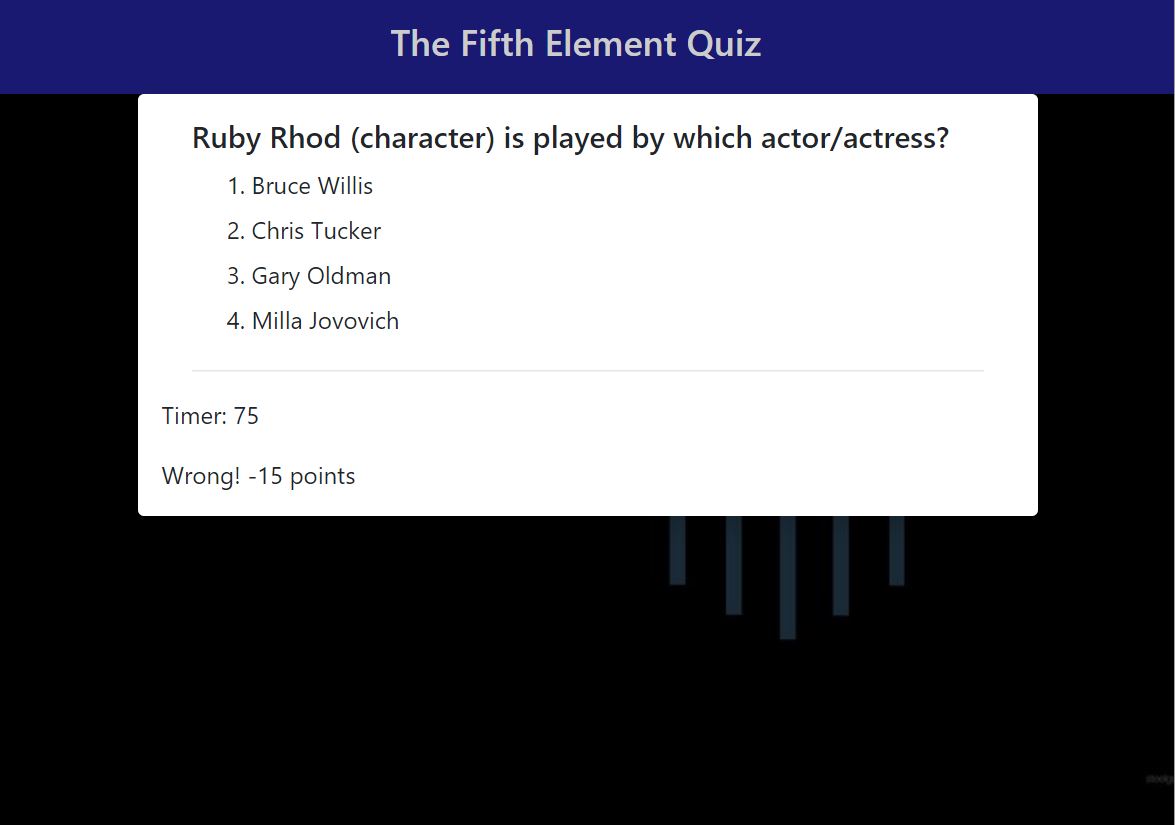 The Fifth Element Quiz
Ruby Rhod (character) is played by which actor/actress?
1. Bruce Willis
2. Chris Tucker
3. Gary Oldman
4. Milla Jovovich
Timer: 75
Wrong! -15 points